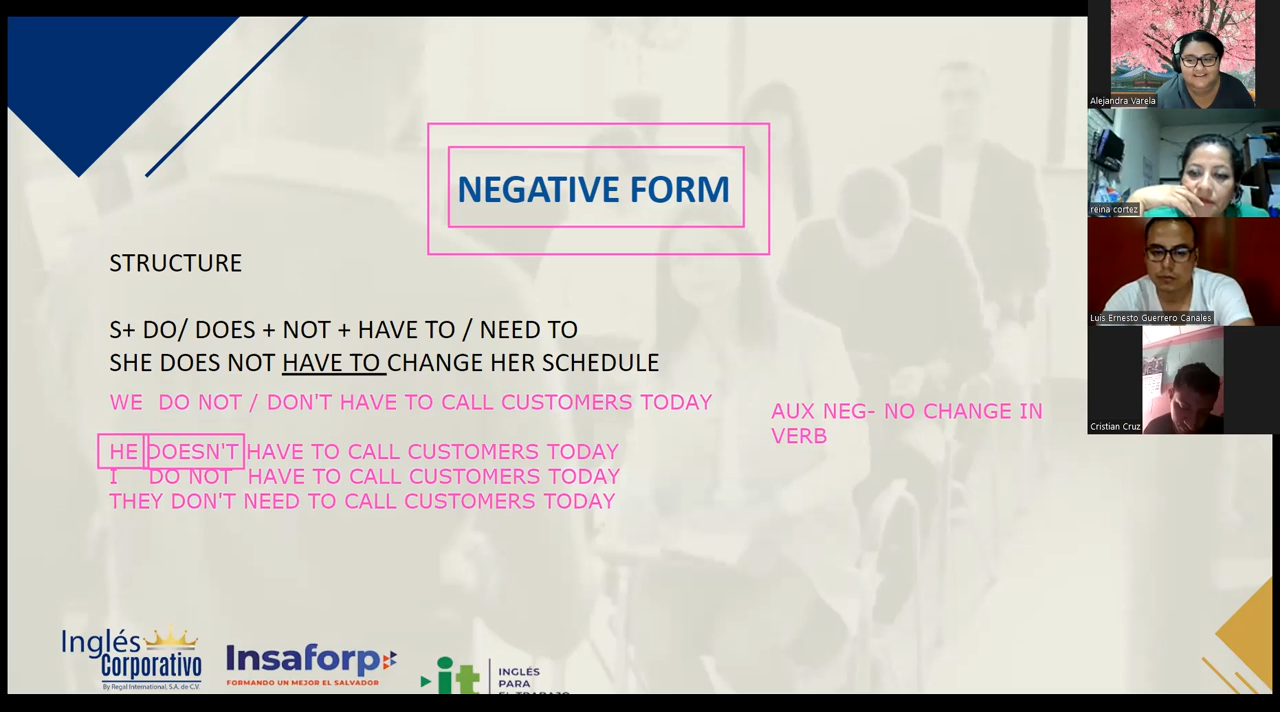 NEGATIVE FORM
STRUCTURE
S+ DO/ DOES + NOT + HAVE TO / NEED TO
SHE DOES NOT HAVE TO CHANGE HER SCHEDULE
WE DO NOT / DON'T HAVE TO CALL CUSTOMERS TODAY
AUX NEG- NO CHANGE IN
VERB
HE DOESN'T HAVE TO CALL CUSTOMERS TODAY
I DO NOT HAVE TO CALL CUSTOMERS TODAY
THEY DON'T NEED TO CALL CUSTOMERS TODAY
Inglés
Corporativo
By Regal International, S.A. de C.V.
Insaforp
FORMANDO UN MEJOR EL SALVADOR
it
INGLÉS
PARA
EL TRABAJO
Alejandra Varela
reina cortez
Luis Ernesto Guerrero Canales
Cristian Cruz